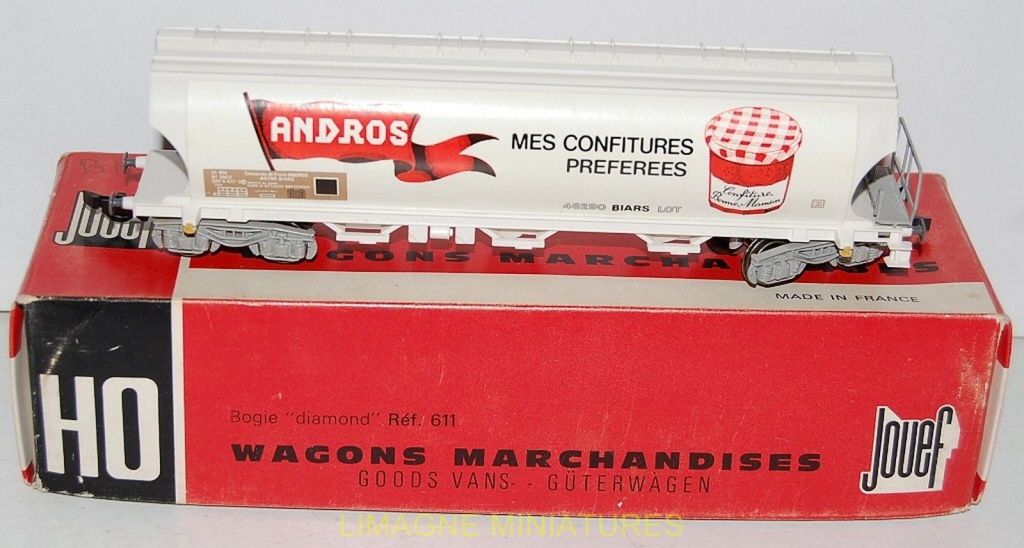 ANDROS
MES CONFITURES
PREFEREES
Confiture
Bonne Maman
46290 BIARS LOT
Jouef
WAGONS MARCHANDISES
MADE IN FRANCE
HO
Bogie "diamond" Réf. 611
WAGONS MARCHANDISES
GOODS VANS- - GÜTERWAGEN
Jouef
LIMAGNE MINIATURES